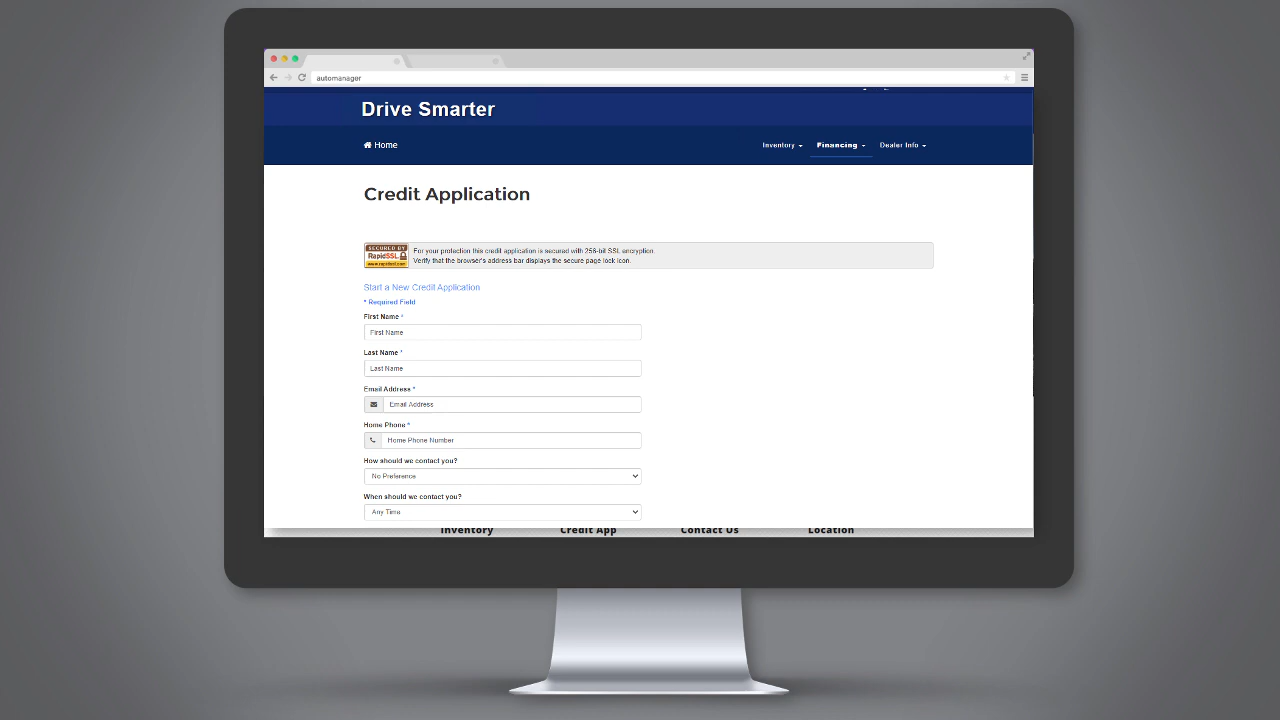 automanager
Drive Smarter
Home
Inventory
Financing
Dealer Info
Credit Application
SECURED BY
RapidSSL
www.rapidssl.com
For your protection this credit application is secured with 256-bit SSL encryption.
Verify that the browser's address bar displays the secure page lock icon.
Start a New Credit Application
* Required Field
First Name *
First Name
Last Name *
Last Name
Email Address *
Email Address
Home Phone *
Home Phone Number
How should we contact you?
No Preference
When should we contact you?
Any Time
Inventory
Credit App
Contact Us
Location